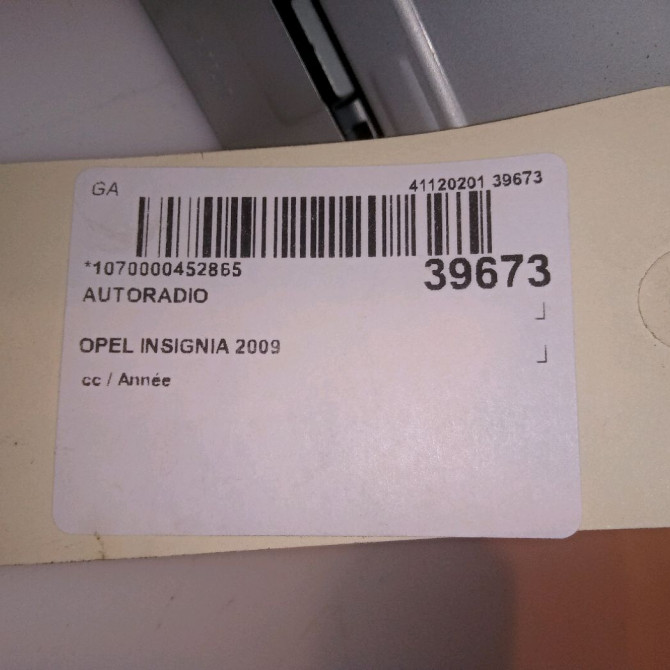 GA 41120201 39673
*1070000452865 39673
AUTORADIO
OPEL INSIGNIA 2009
cc / Année